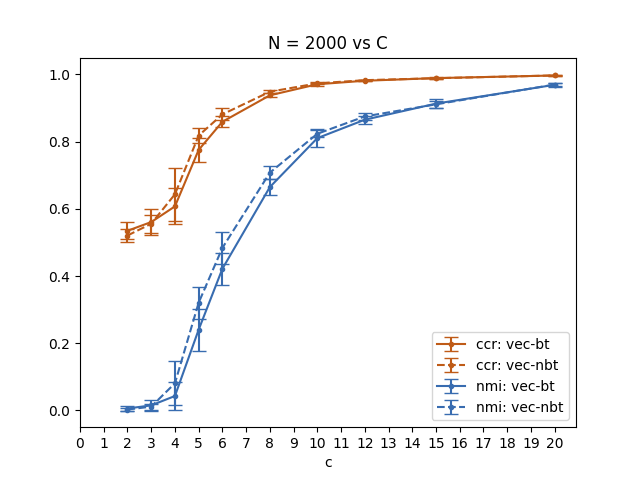 N = 2000 vs C
1.0
0.8
0.6
0.4
0.2
0.0
ccr: vec-bt
ccr: vec-nbt
nmi: vec-bt
nmi: vec-nbt
0 1 2 3 4 5 6 7 8 9 10 11 12 13 14 15 16 17 18 19 20
c